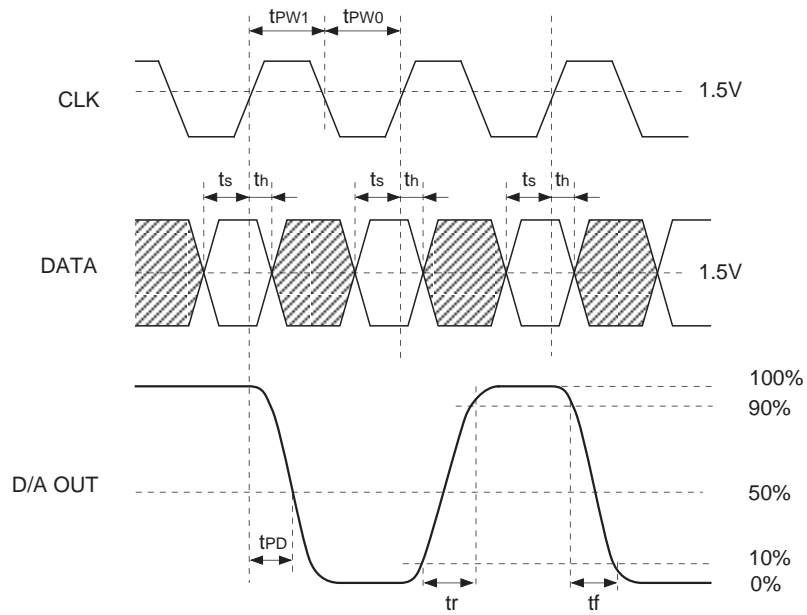 tPW1 tPW0
CLK
1.5V
ts th ts th ts th
DATA
1.5V
100%
90%
D/A OUT
50%
tPD
10%
0%
tr tf